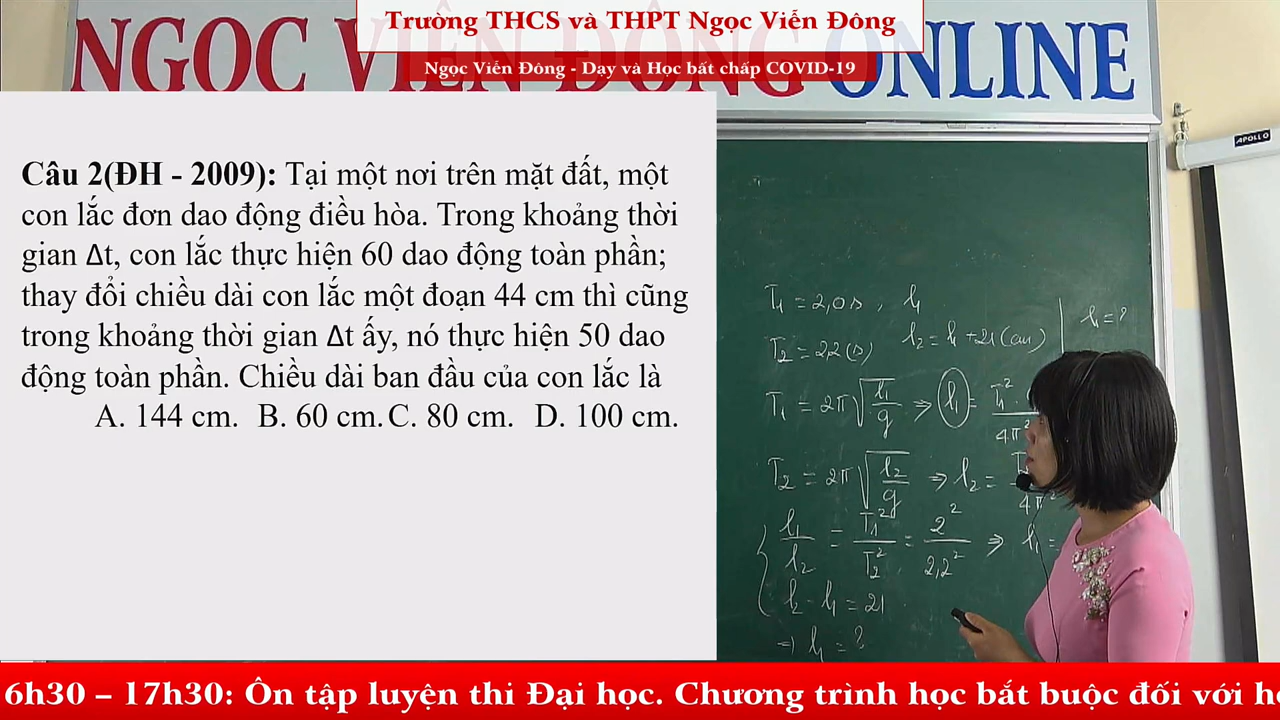 Trường THCS và THPT Ngọc Viễn Đông
NGỌC VIỄN ĐÔNG ONLINE
Ngọc Viễn Đông - Dạy và Học bất chấp COVID-19
APOLLO
Câu 2(ĐH - 2009): Tại một nơi trên mặt đất, một
con lắc đơn dao động điều hòa. Trong khoảng thời
gian Δt, con lắc thực hiện 60 dao động toàn phần;
thay đổi chiều dài con lắc một đoạn 44 cm thì cũng
trong khoảng thời gian Δt ấy, nó thực hiện 50 dao
động toàn phần. Chiều dài ban đầu của con lắc là
A. 144 cm. B. 60 cm. C. 80 cm. D. 100 cm.
T₁ = 2,0s , l₁
l₁ = ?
T₂ = 2,2(s) l₂ = l₁ + 21 (cm)
T₁ = 2π√(l₁/g) ⇒ l₁ = T₁² / 4π²
T₂ = 2π√(l₂/g) ⇒ l₂ =
l₁/l₂ = T₁²/T₂² = 2²/2,2² ⇒ l₁ =
l₂ - l₁ = 21
⇒ l₁ = ?
6h30 – 17h30: Ôn tập luyện thi Đại học. Chương trình học bắt buộc đối với